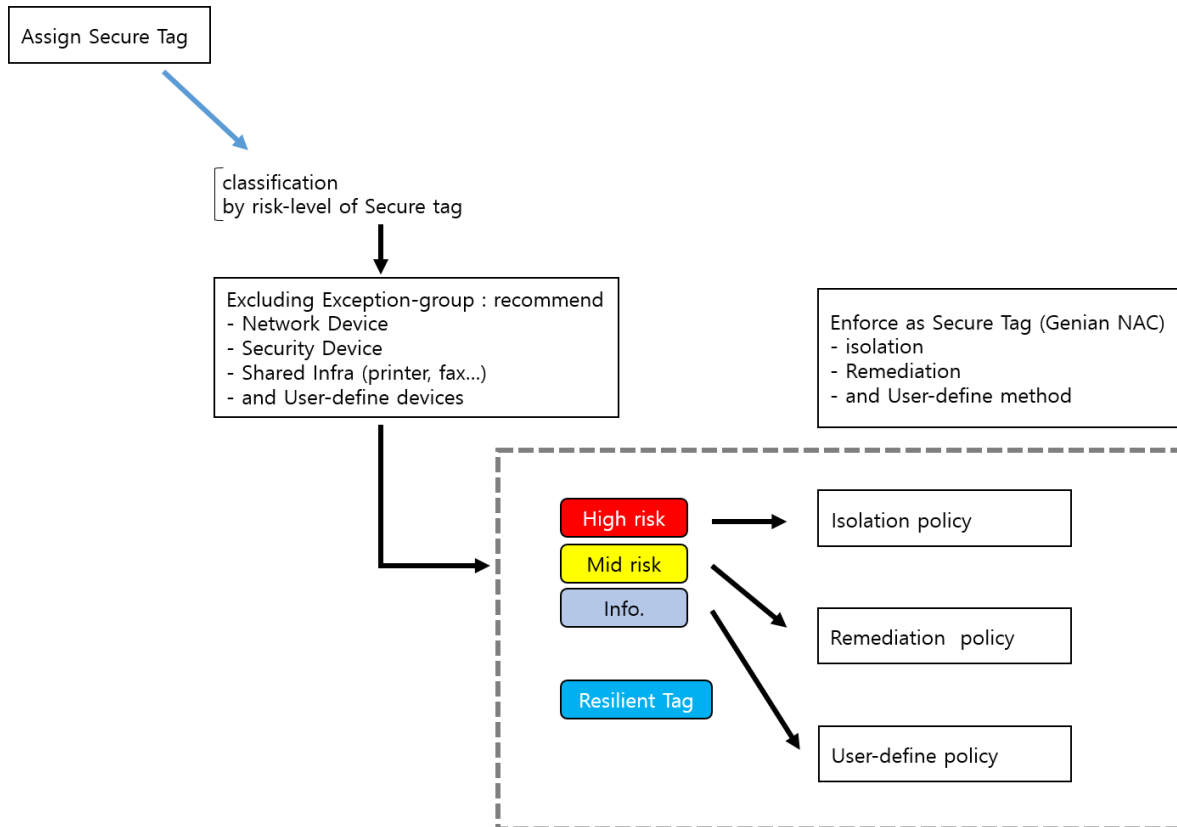 Assign Secure Tag
classification
by risk-level of Secure tag
Excluding Exception-group : recommend
- Network Device
- Security Device
- Shared Infra (printer, fax...)
- and User-define devices
Enforce as Secure Tag (Genian NAC)
- isolation
- Remediation
- and User-define method
High risk
Mid risk
Info.
Resilient Tag
Isolation policy
Remediation policy
User-define policy